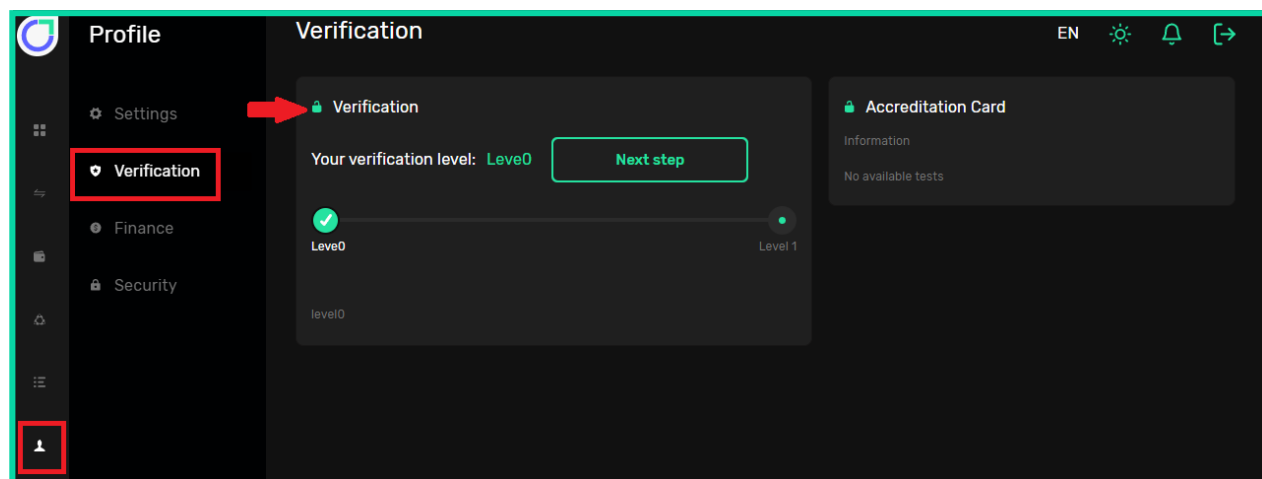 Profile
Settings
Verification
Finance
Security
Verification
EN
Verification
Your verification level: Leve0
Next step
Leve0
Level 1
level0
Accreditation Card
Information
No available tests